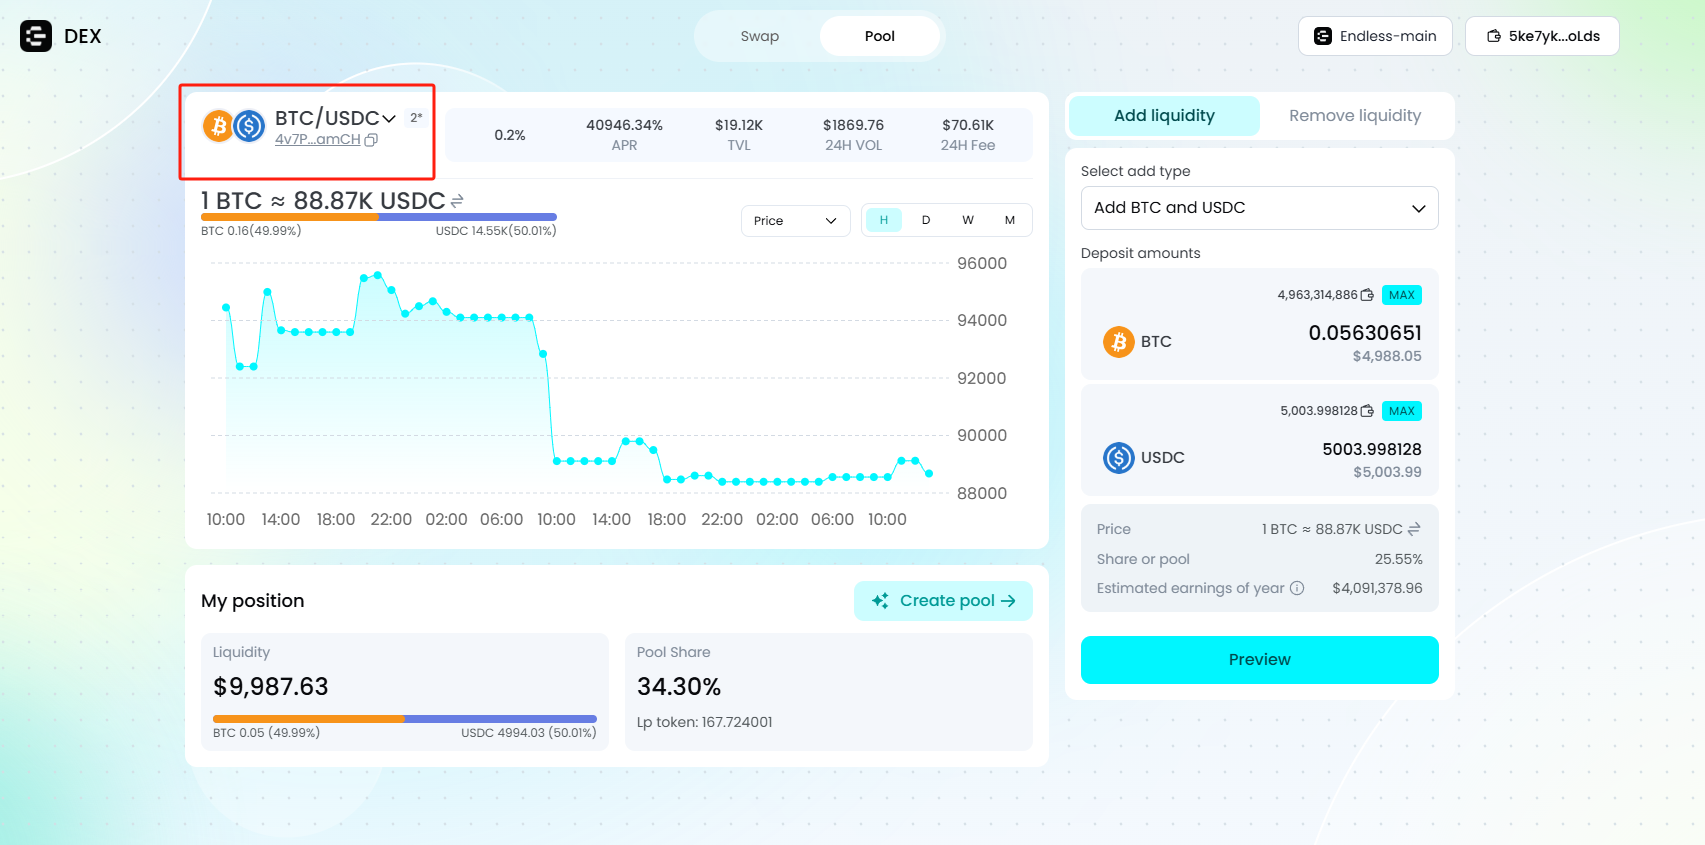 DEX
Swap
Pool
Endless-main
5ke7yk...oLds
BTC/USDC
2*
4v7P...amCH
0.2%
40946.34%
APR
$19.12K
TVL
$1869.76
24H VOL
$70.61K
24H Fee
1 BTC ≈ 88.87K USDC
BTC 0.16(49.99%)
USDC 14.55K(50.01%)
Price
H
D
W
M
96000
94000
92000
90000
88000
10:00 14:00 18:00 22:00 02:00 06:00 10:00 14:00 18:00 22:00 02:00 06:00 10:00
My position
Create pool
Liquidity
$9,987.63
BTC 0.05 (49.99%)
USDC 4994.03 (50.01%)
Pool Share
34.30%
Lp token: 167.724001
Add liquidity
Remove liquidity
Select add type
Add BTC and USDC
Deposit amounts
4,963,314,886
MAX
BTC
0.05630651
$4,988.05
5,003.998128
MAX
USDC
5003.998128
$5,003.99
Price
1 BTC ≈ 88.87K USDC
Share or pool
25.55%
Estimated earnings of year
$4,091,378.96
Preview